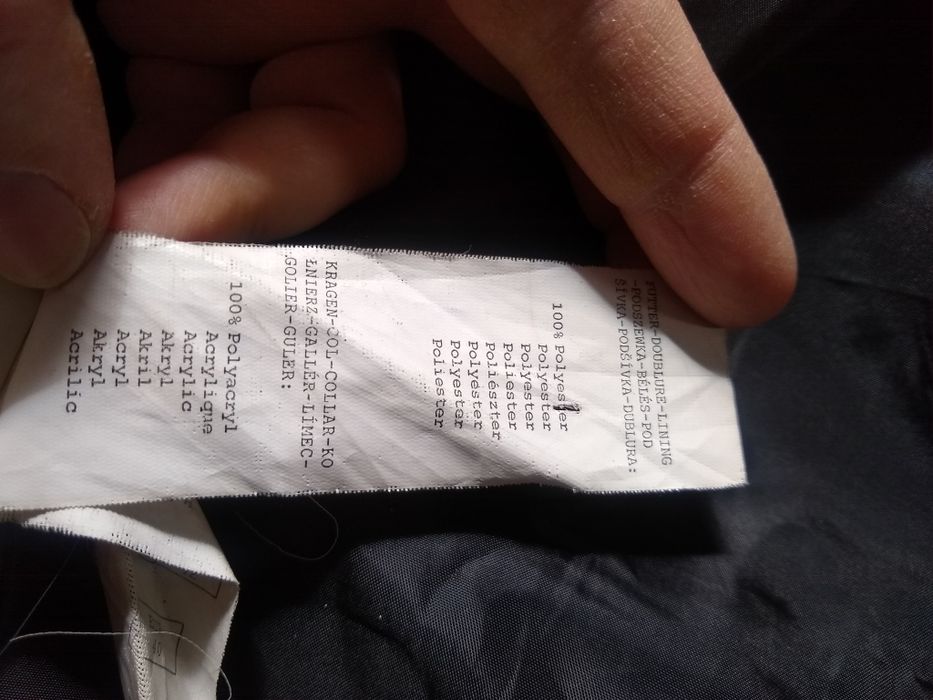 FUTTER-DOUBLURE-LINING
-PODSZEWKA-BÉLÉS-POD
ŠÍVKA-PODŠÍVKA-DUBLURA:
100% Polyester
Polyester
Polyester
Poliester
Poliészter
Polyester
Polyester
Poliester
KRAGEN-COL-COLLAR-KO
ŁNIERZ-GALLÉR-LÍMEC-
GOLIER-GULER:
100% Polyacryl
Acrylique
Acrylic
Akryl
Akril
Acryl
Akryl
Acrilic